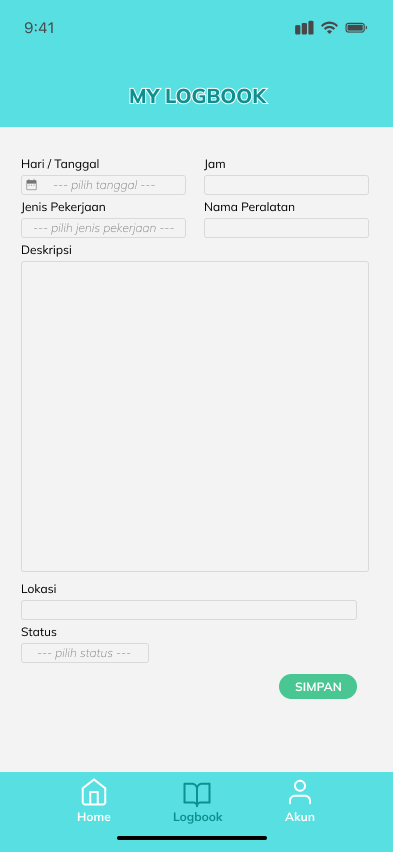 9:41
MY LOGBOOK
Hari / Tanggal
Jam
--- pilih tanggal ---
Jenis Pekerjaan
Nama Peralatan
--- pilih jenis pekerjaan ---
Deskripsi
Lokasi
Status
--- pilih status ---
SIMPAN
Home
Logbook
Akun